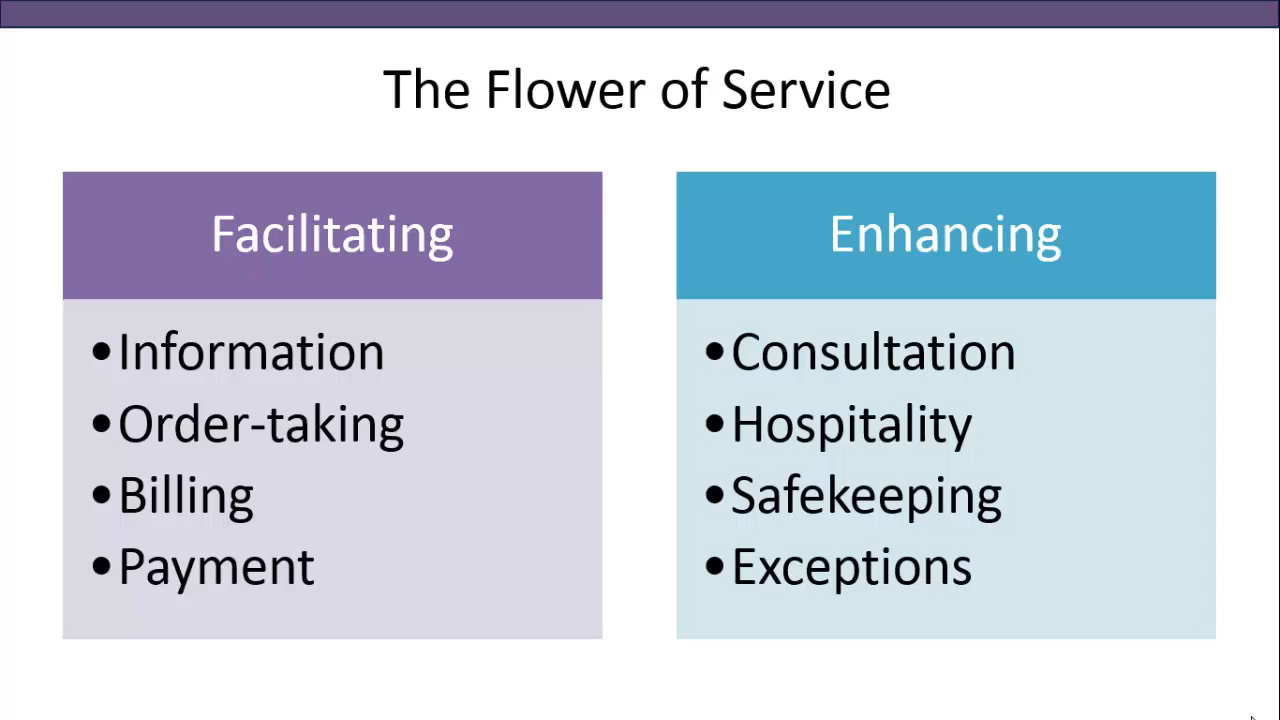 The Flower of Service
Facilitating
•Information
•Order-taking
•Billing
•Payment
Enhancing
•Consultation
•Hospitality
•Safekeeping
•Exceptions